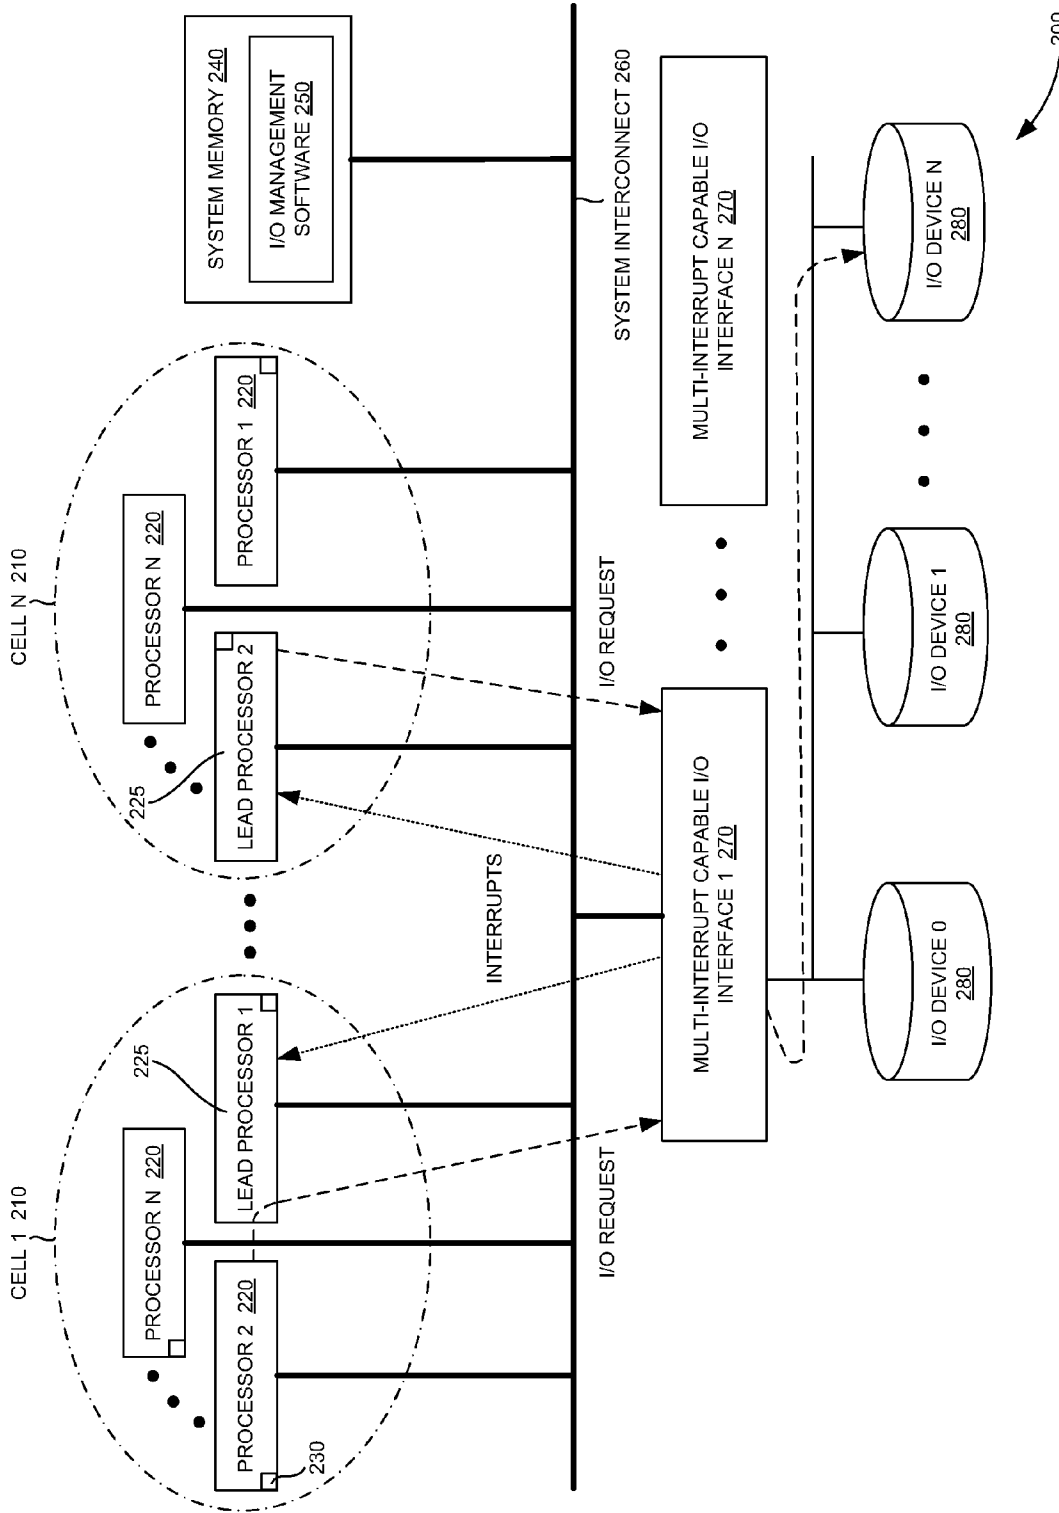 CELL 1 210
CELL N 210
PROCESSOR N 220
225
PROCESSOR N 220
225
SYSTEM MEMORY 240
PROCESSOR 2 220
LEAD PROCESSOR 1
LEAD PROCESSOR 2
PROCESSOR 1 220
I/O MANAGEMENT
SOFTWARE 250
230
INTERRUPTS
I/O REQUEST
I/O REQUEST
SYSTEM INTERCONNECT 260
MULTI-INTERRUPT CAPABLE I/O
INTERFACE 1 270
MULTI-INTERRUPT CAPABLE I/O
INTERFACE N 270
I/O DEVICE 0
280
I/O DEVICE 1
280
I/O DEVICE N
280
200